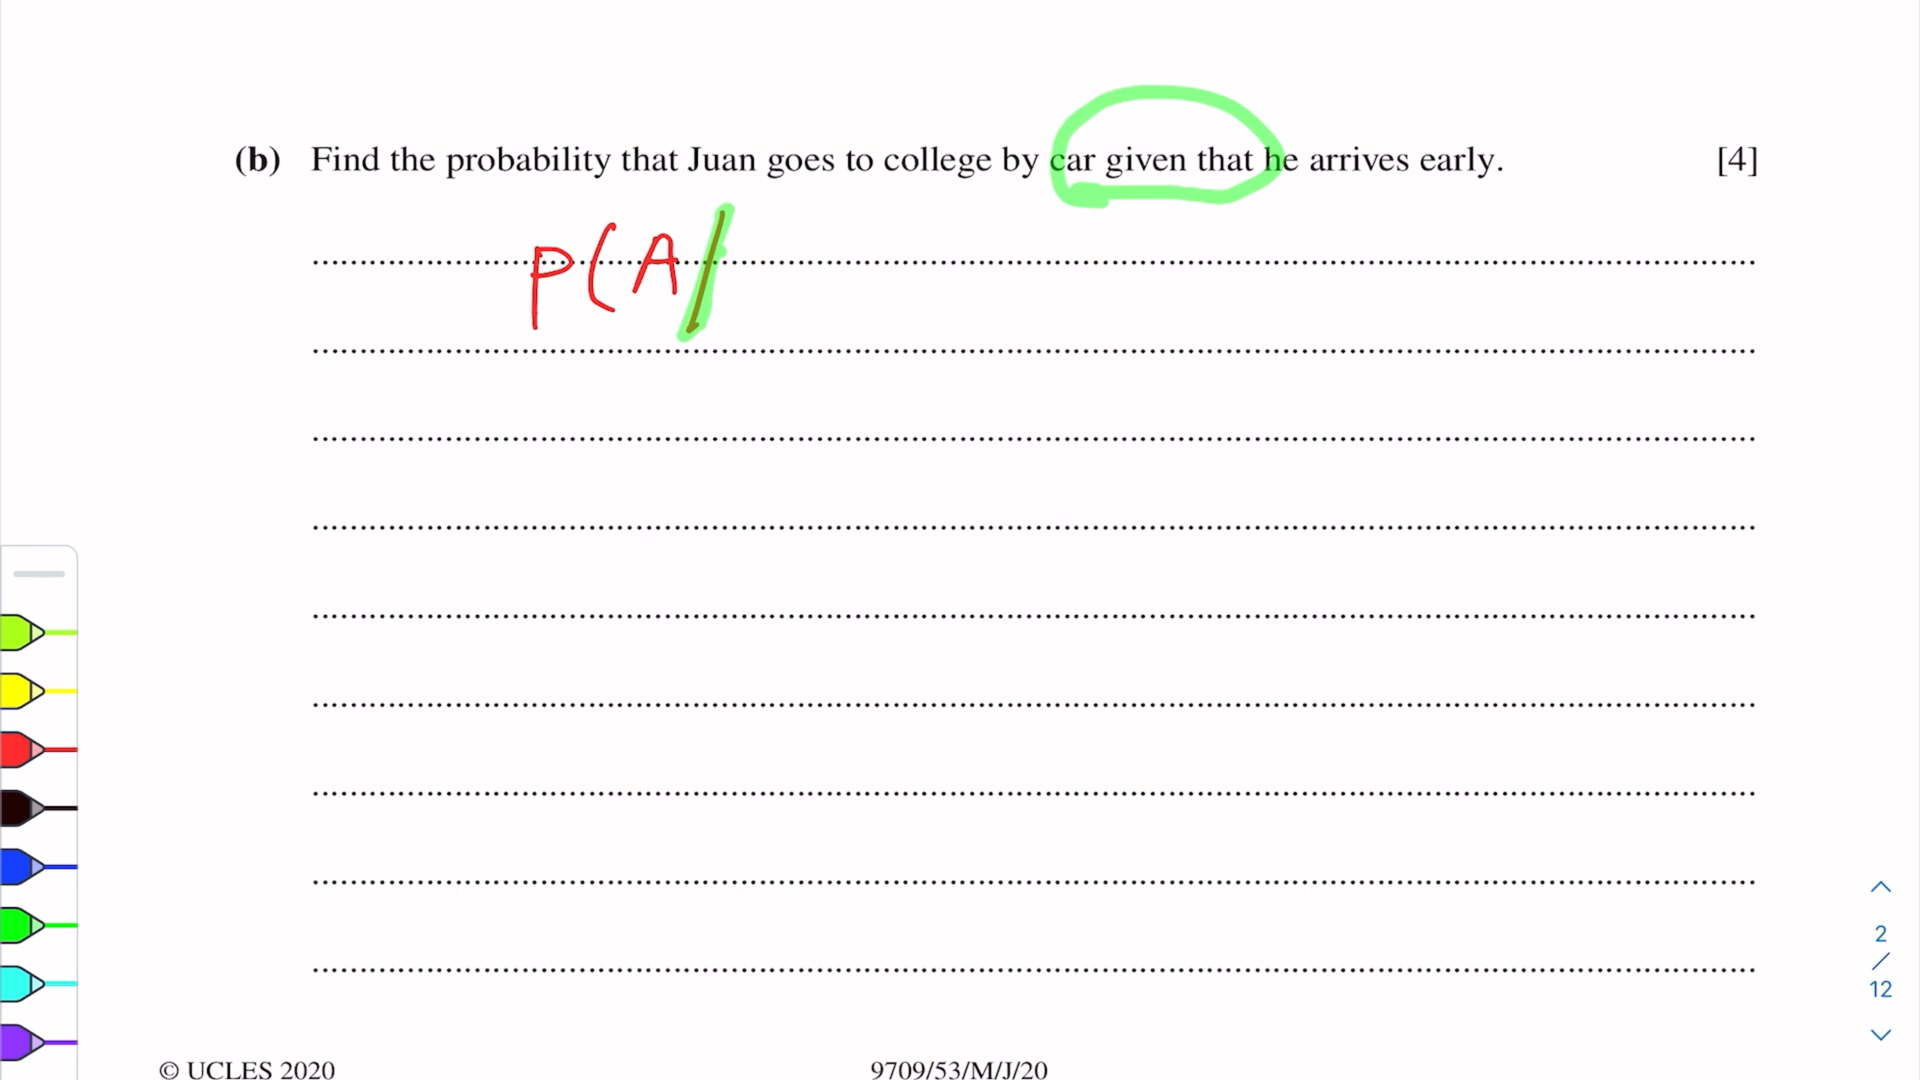 (b) Find the probability that Juan goes to college by car given that he arrives early. [4]
P(A/
2
/
12
© UCLES 2020 9709/53/M/J/20